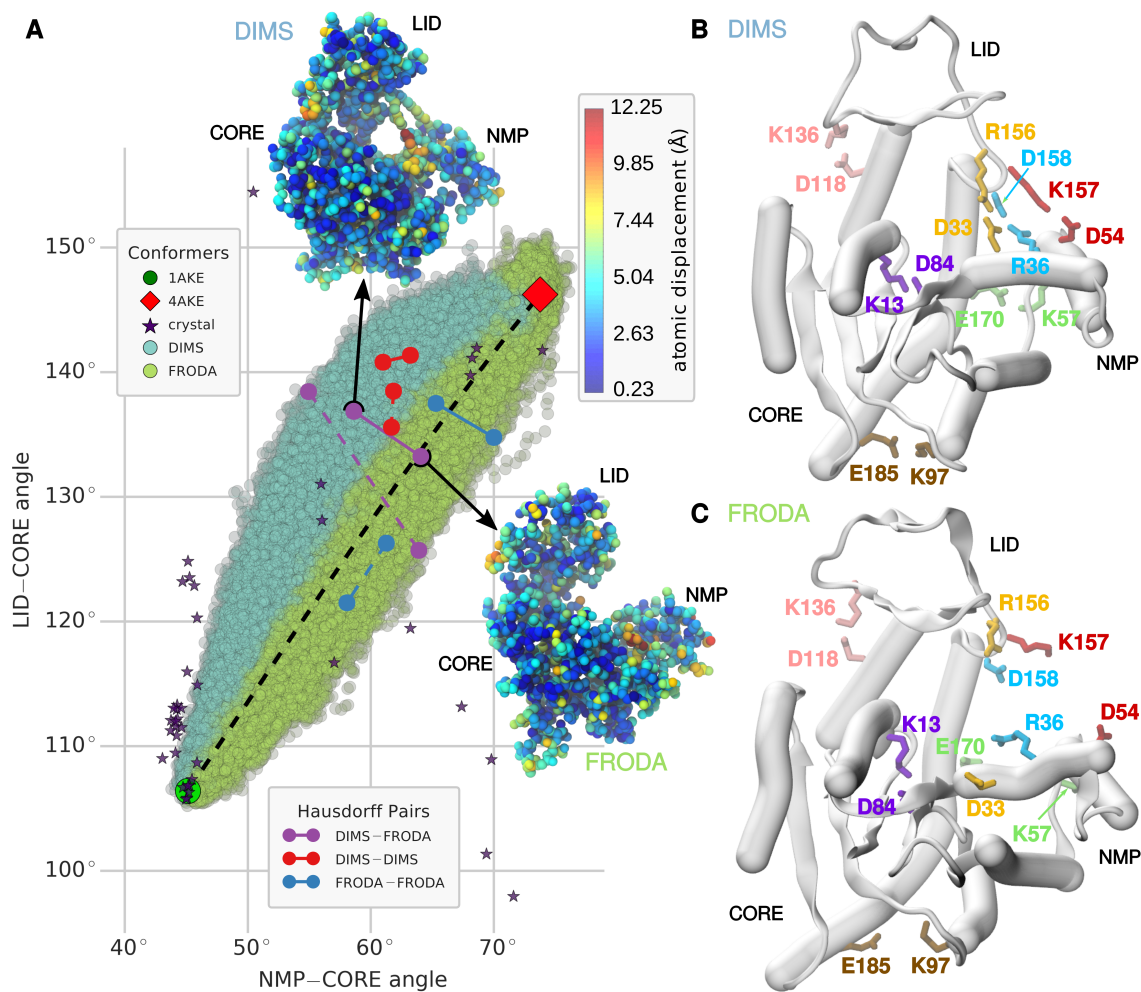 A
DIMS
LID
CORE
NMP
12.25
9.85
7.44
5.04
2.63
0.23
atomic displacement (Å)
Conformers
1AKE
4AKE
crystal
DIMS
FRODA
150°
140°
130°
120°
110°
100°
LID−CORE angle
LID
NMP
CORE
FRODA
Hausdorff Pairs
DIMS−FRODA
DIMS−DIMS
FRODA−FRODA
40°
50°
60°
70°
NMP−CORE angle
B
DIMS
LID
K136
R156
D158
D118
K157
D33
D54
D84
R36
K13
E170
K57
NMP
CORE
E185
K97
C
FRODA
LID
K136
R156
K157
D118
D158
K13
R36
D54
E170
D84
D33
K57
NMP
CORE
E185
K97